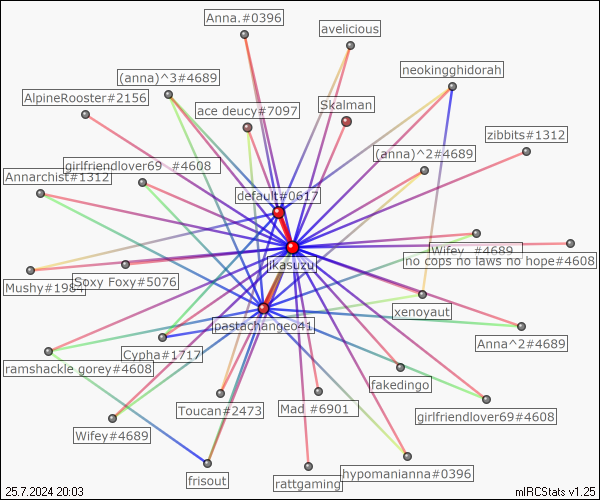 Anna.#0396
avelicious
(anna)^3#4689
neokingghidorah
AlpineRooster#2156
ace deucy#7097
Skalman
zibbits#1312
(anna)^2#4689
girlfriendlover69_#4608
Annarchist#1312
default#0617
Wifey_.#4689
no cops no laws no hope#4608
ikasuzu
Mushy#1984
Soxy Foxy#5076
xenoyaut
pastachangeo41
Anna^2#4689
Cypha#1717
ramshackle gorey#4608
fakedingo
Toucan#2473
Mad #6901
girlfriendlover69#4608
Wifey#4689
frisout
rattgaming
hypomanianna#0396
25.7.2024 20:03
mIRCStats v1.25